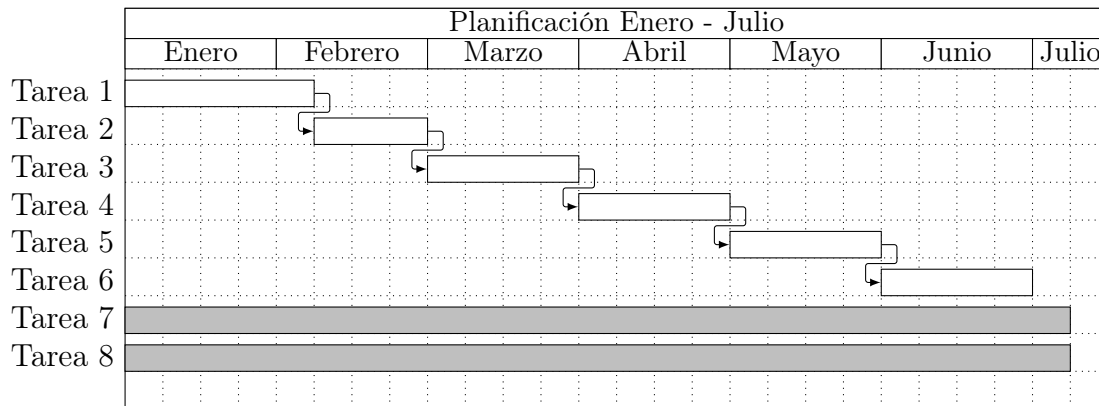 Planificación Enero - Julio
Enero Febrero Marzo Abril Mayo Junio Julio
Tarea 1
Tarea 2
Tarea 3
Tarea 4
Tarea 5
Tarea 6
Tarea 7
Tarea 8